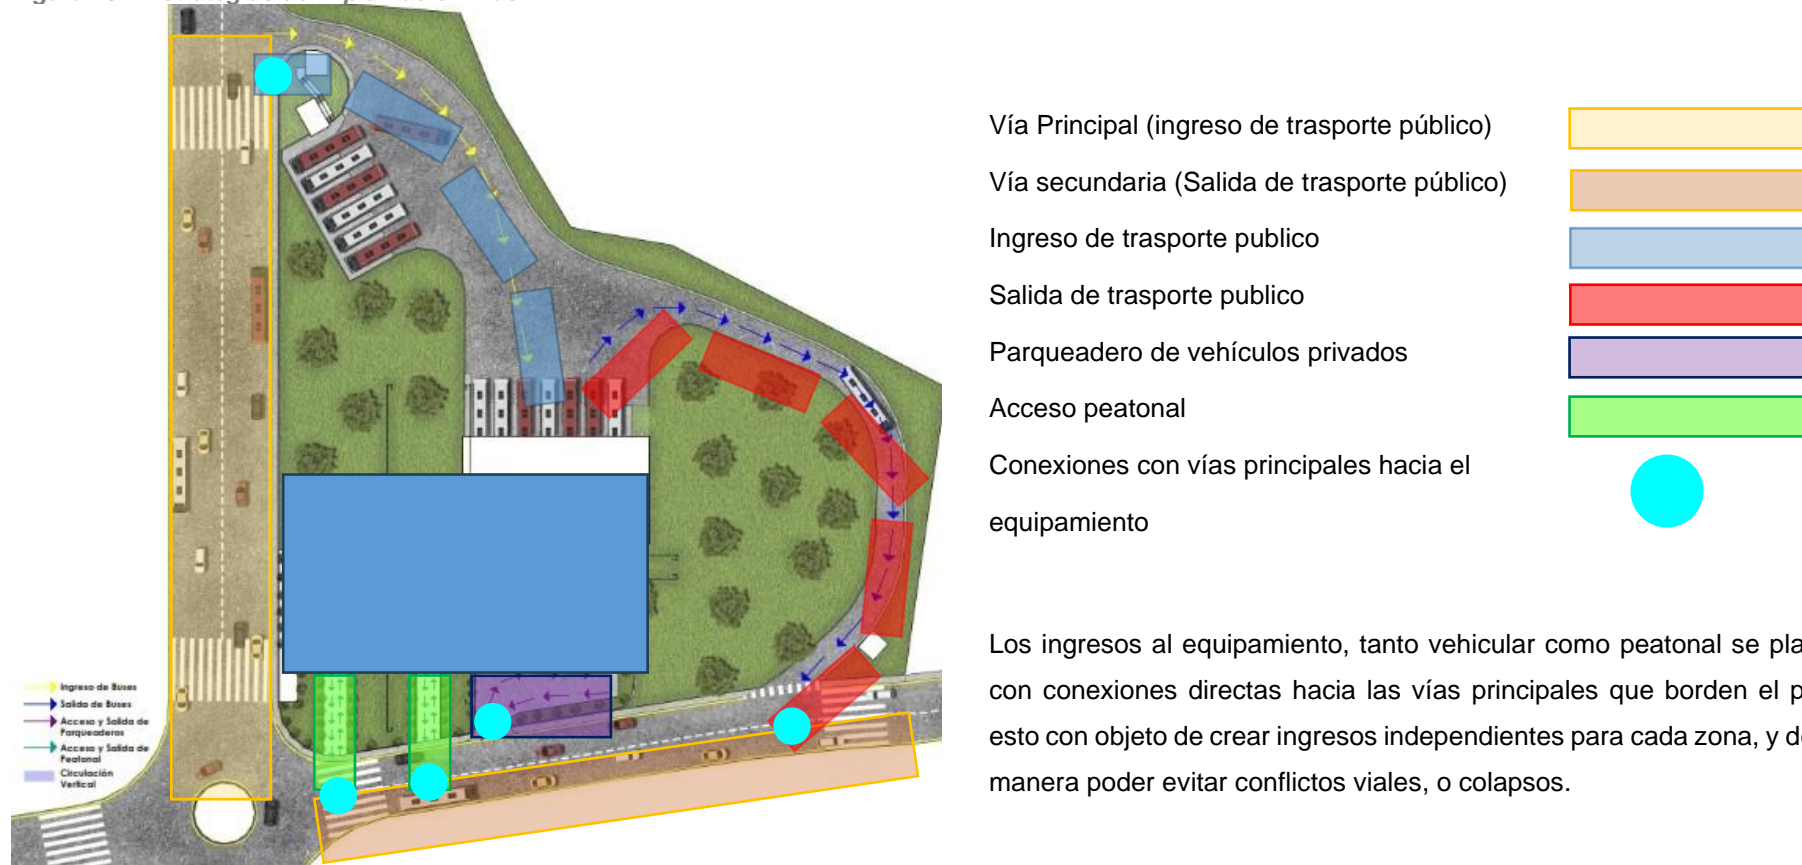 Vía Principal (ingreso de trasporte público)
Vía secundaria (Salida de trasporte público)
Ingreso de trasporte publico
Salida de trasporte publico
Parqueadero de vehículos privados
Acceso peatonal
Conexiones con vías principales hacia el
equipamiento
Los ingresos al equipamiento, tanto vehicular como peatonal se pla
con conexiones directas hacia las vías principales que borden el p
esto con objeto de crear ingresos independientes para cada zona, y de
manera poder evitar conflictos viales, o colapsos.
Ingreso de Buses
Salida de Buses
Acceso y Salida de
Parqueaderos
Acceso y Salida de
Peatonal
Circulación
Vertical